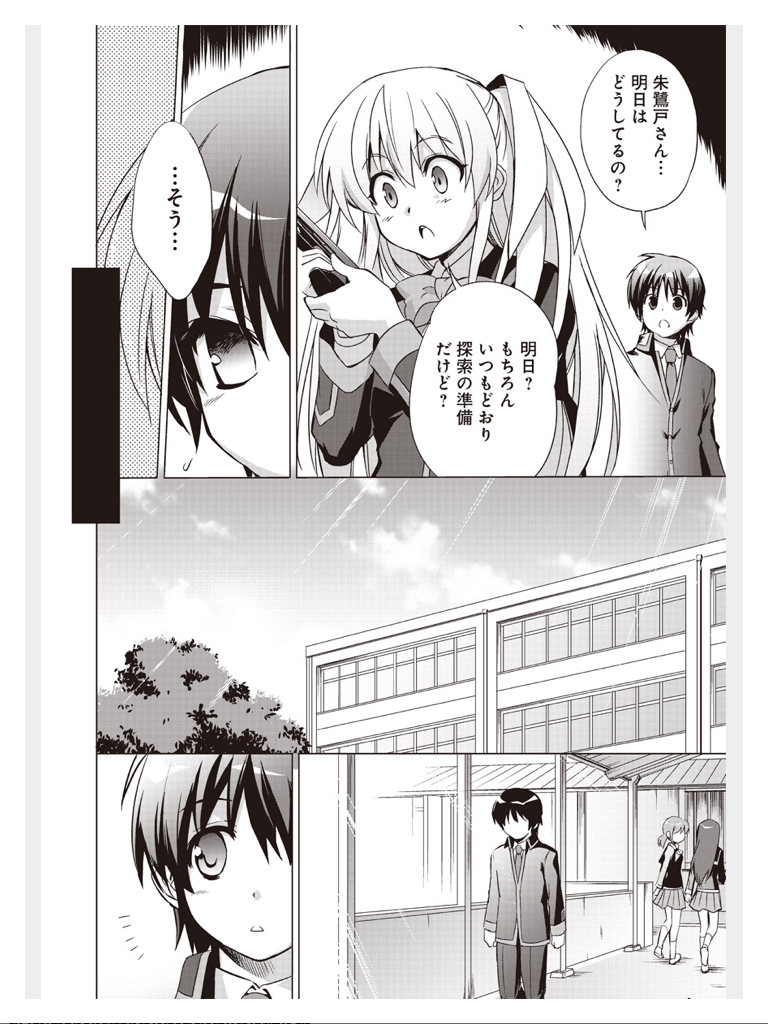 朱鷺戸さん…
明日は
どうしてるの？
明日？
もちろん
いつもどおり
探索の準備
だけど？
…そう…